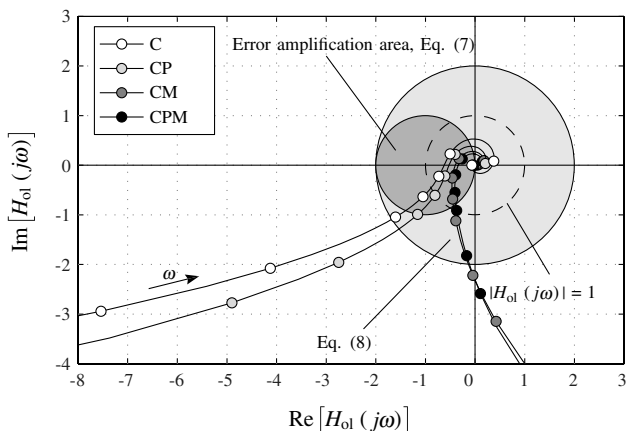 C
CP
CM
CPM
Error amplification area, Eq. (7)
ω
|H_ol (jω)| = 1
Eq. (8)
3
2
1
0
-1
-2
-3
-4
-8 -7 -6 -5 -4 -3 -2 -1 0 1 2 3
Im [H_ol (jω)]
Re [H_ol (jω)]